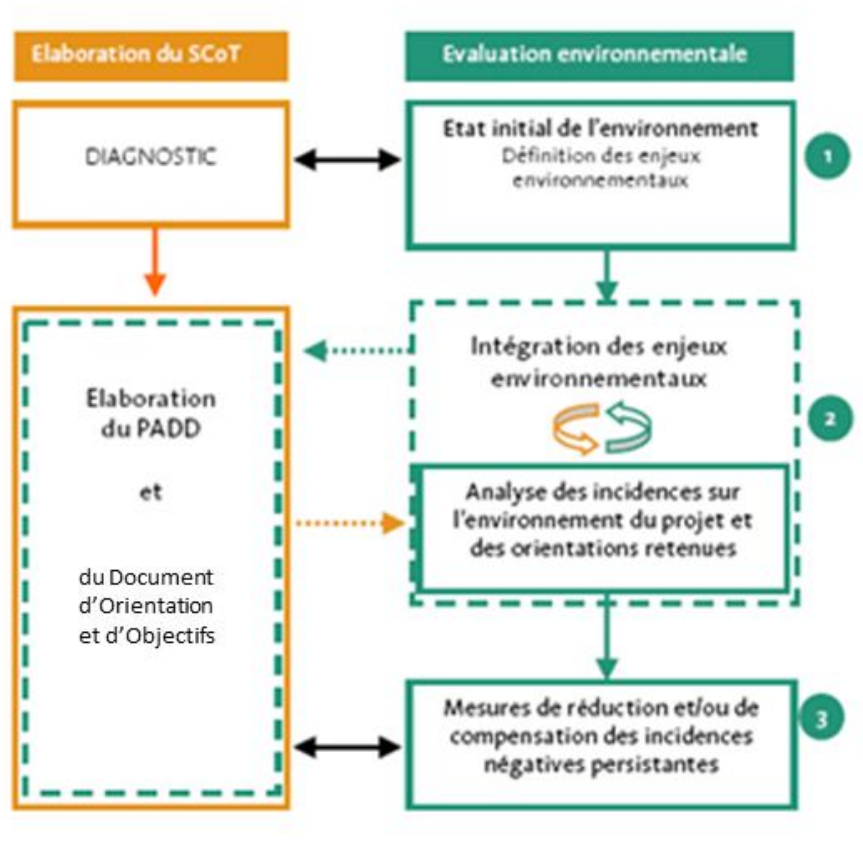 Elaboration du SCoT
Evaluation environnementale
DIAGNOSTIC
Etat initial de l'environnement
Définition des enjeux
environnementaux
1
Elaboration
du PADD
et
du Document
d'Orientation
et d'Objectifs
Intégration des enjeux
environnementaux
2
Analyse des incidences sur
l'environnement du projet et
des orientations retenues
Mesures de réduction et/ou de
compensation des incidences
négatives persistantes
3